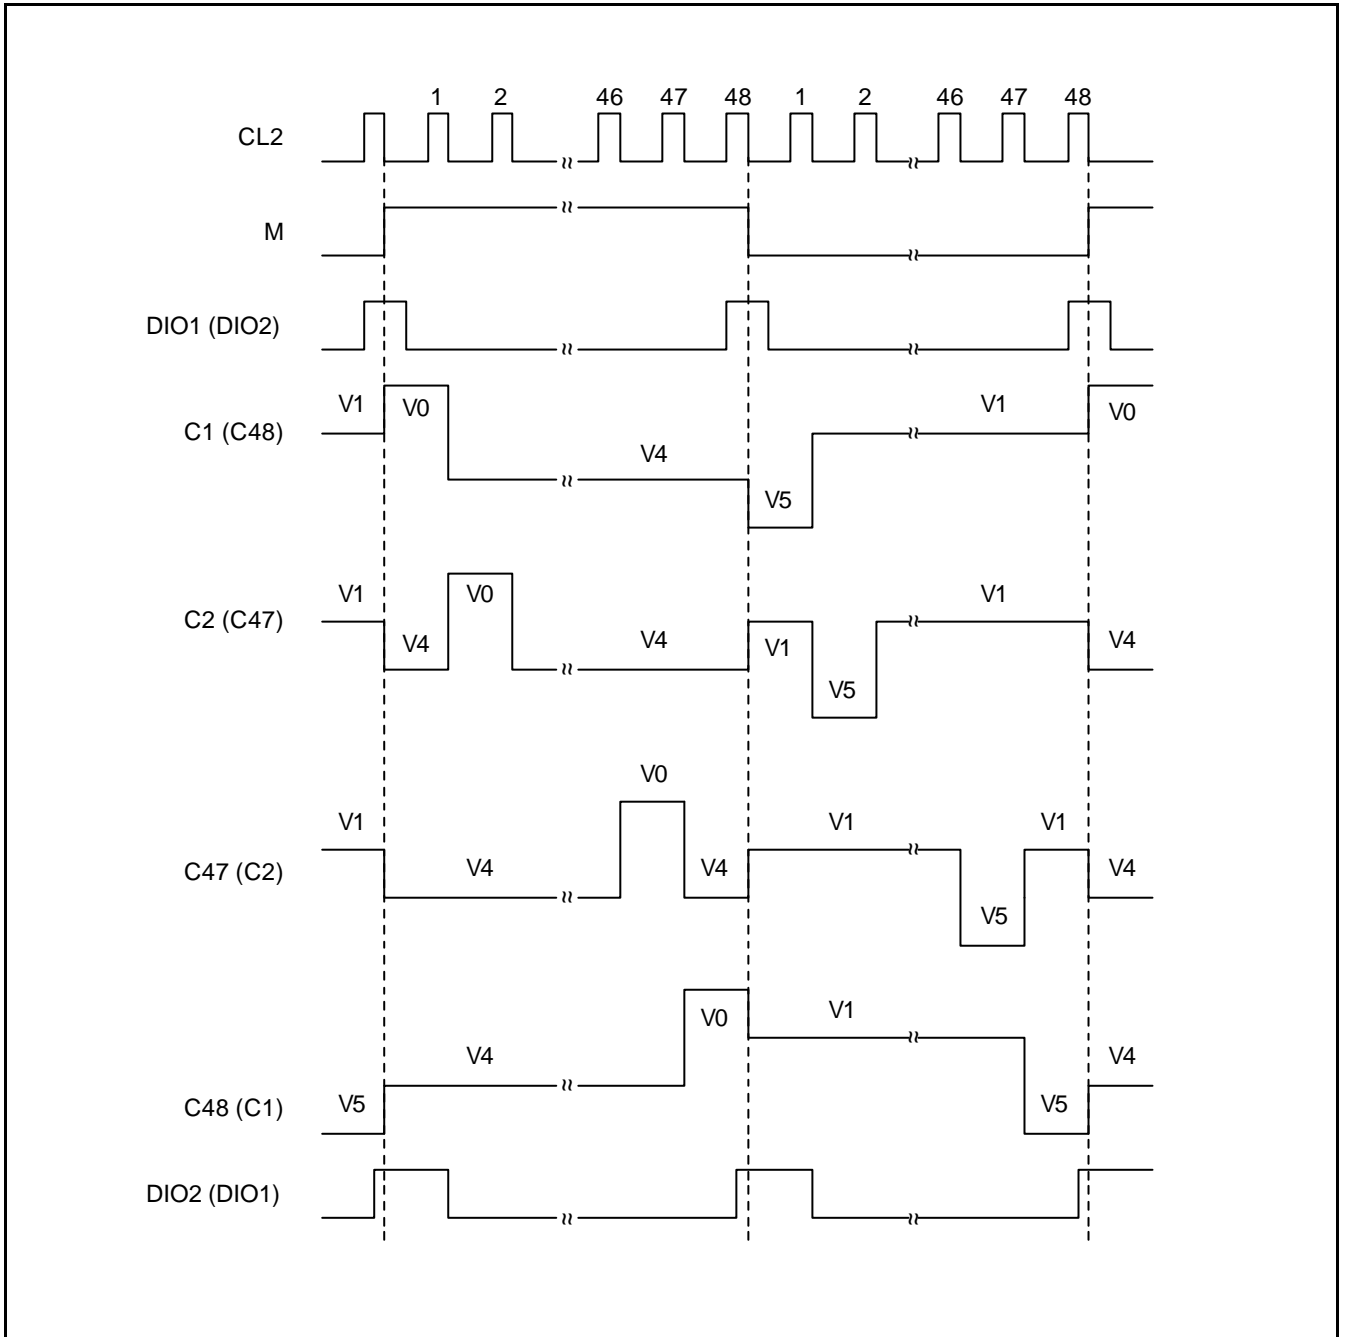 1 2 46 47 48 1 2 46 47 48
CL2
M
DIO1 (DIO2)
V1 V0 V1 V0
C1 (C48)
V4
V5
V1 V0 V1
C2 (C47)
V4 V4 V1 V4
V5
V0
V1 V1 V1
C47 (C2)
V4 V4 V4
V5
V0 V1
V4 V4
C48 (C1)
V5 V5
DIO2 (DIO1)